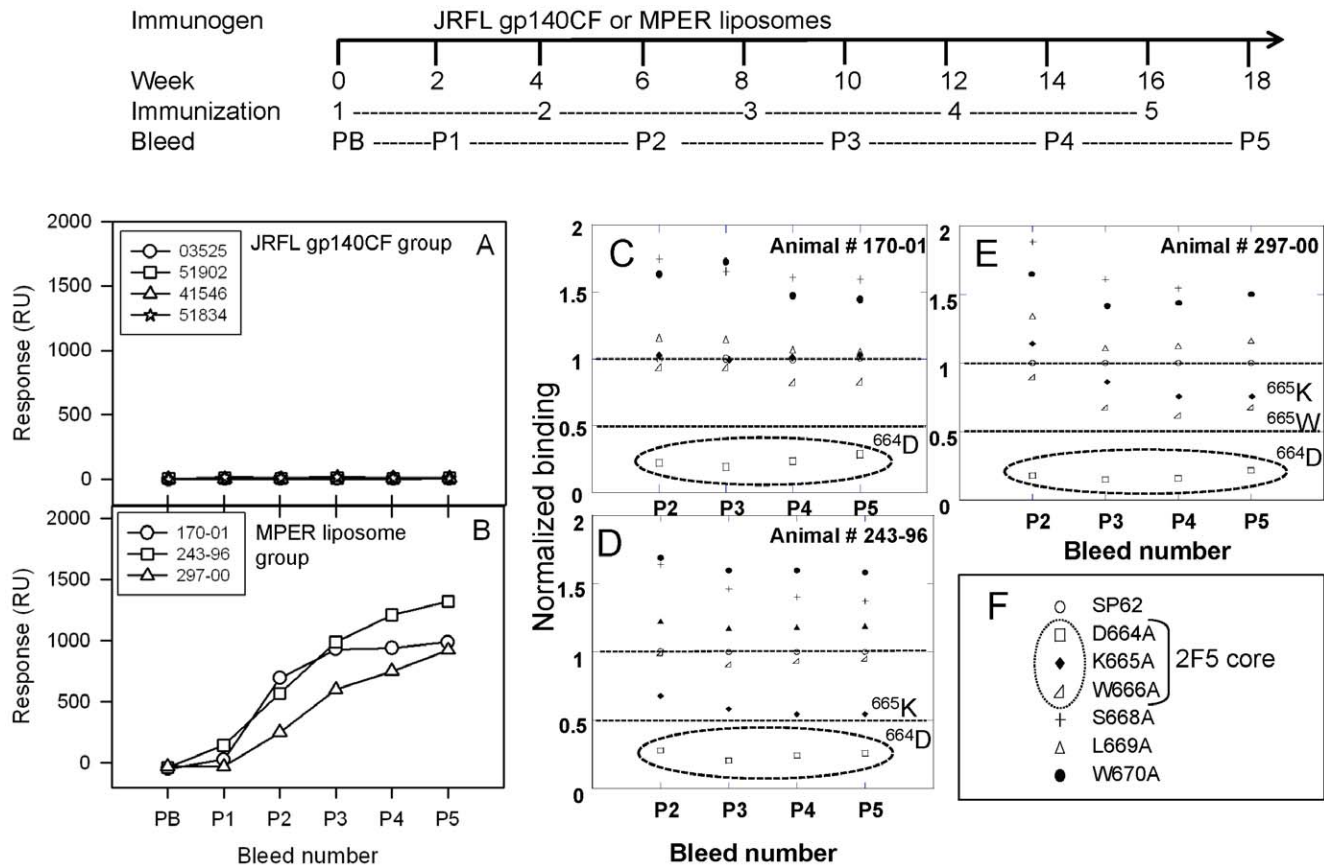 Immunogen JRFL gp140CF or MPER liposomes
Week 0 2 4 6 8 10 12 14 16 18
Immunization 1 ------------------- 2 ------------------- 3 ------------------- 4 ------------------- 5
Bleed PB -------P1 ---------------P2 --------------P3 ---------------P4 --------------P5
A
JRFL gp140CF group
03525
51902
41546
51834
Response (RU)
2000
1500
1000
500
0
B
MPER liposome
group
170-01
243-96
297-00
Response (RU)
2000
1500
1000
500
0
PB P1 P2 P3 P4 P5
Bleed number
C
Animal # 170-01
Normalized binding
2
1.5
1
0.5
0
664D
P2 P3 P4 P5
D
Animal # 243-96
2
1.5
1
0.5
0
665K
664D
P2 P3 P4 P5
Bleed number
E
Animal # 297-00
2
1.5
1
0.5
0
665K
665W
664D
P2 P3 P4 P5
Bleed number
F
SP62
D664A
K665A
W666A
2F5 core
S668A
L669A
W670A